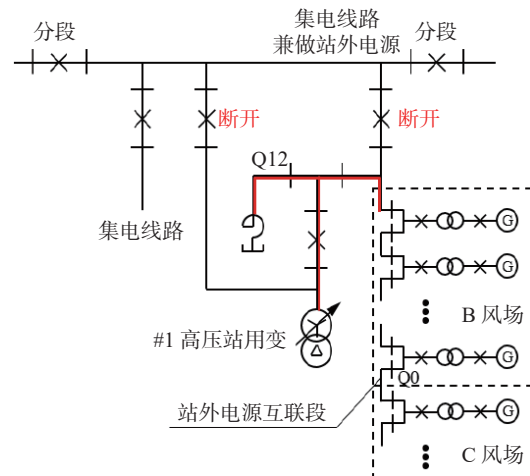 集电线路
兼做站外电源
分段
分段
断开
断开
Q12
集电线路
#1 高压站用变
G
G
B 风场
G
Q0
站外电源互联段
G
C 风场